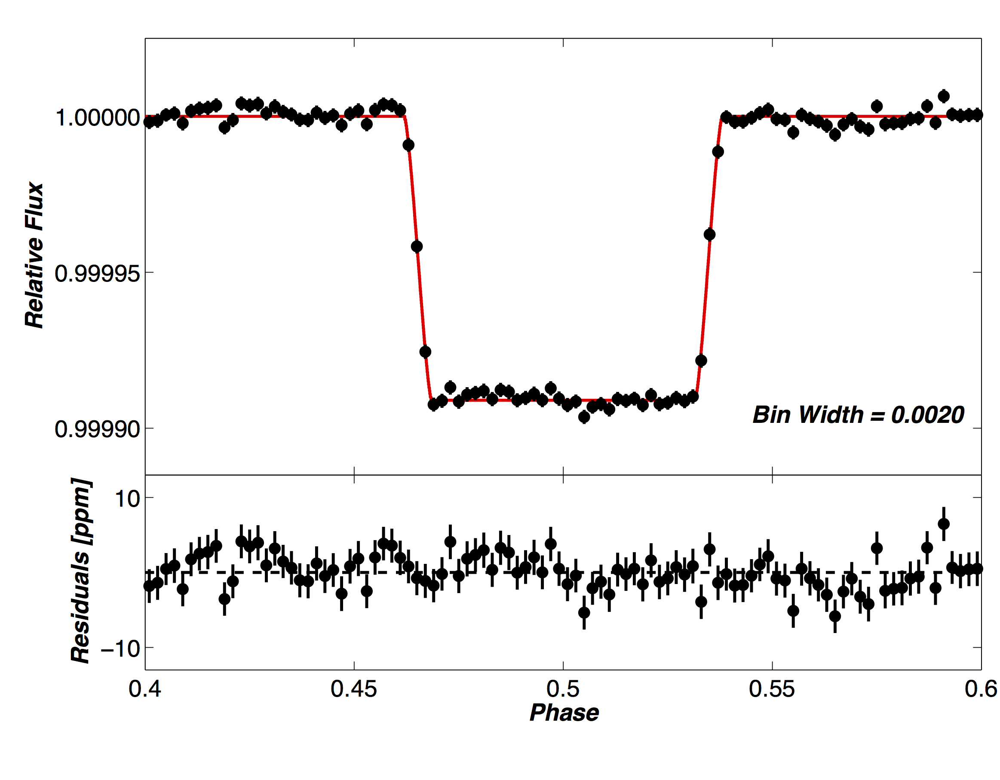 Relative Flux
1.00000
0.99995
0.99990
Bin Width = 0.0020
Residuals [ppm]
10
−10
0.4
0.45
0.5
0.55
0.6
Phase